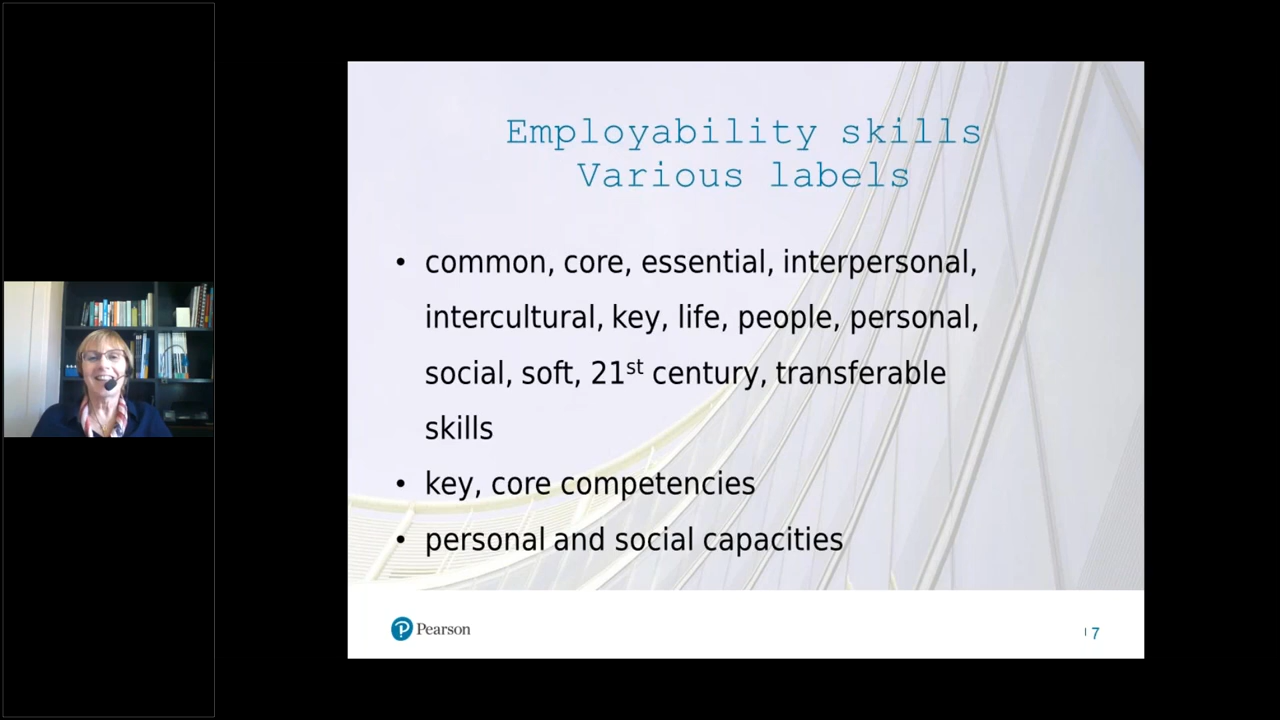 Employability skills
Various labels
• common, core, essential, interpersonal,
intercultural, key, life, people, personal,
social, soft, 21st century, transferable
skills
• key, core competencies
• personal and social capacities
Pearson
| 7